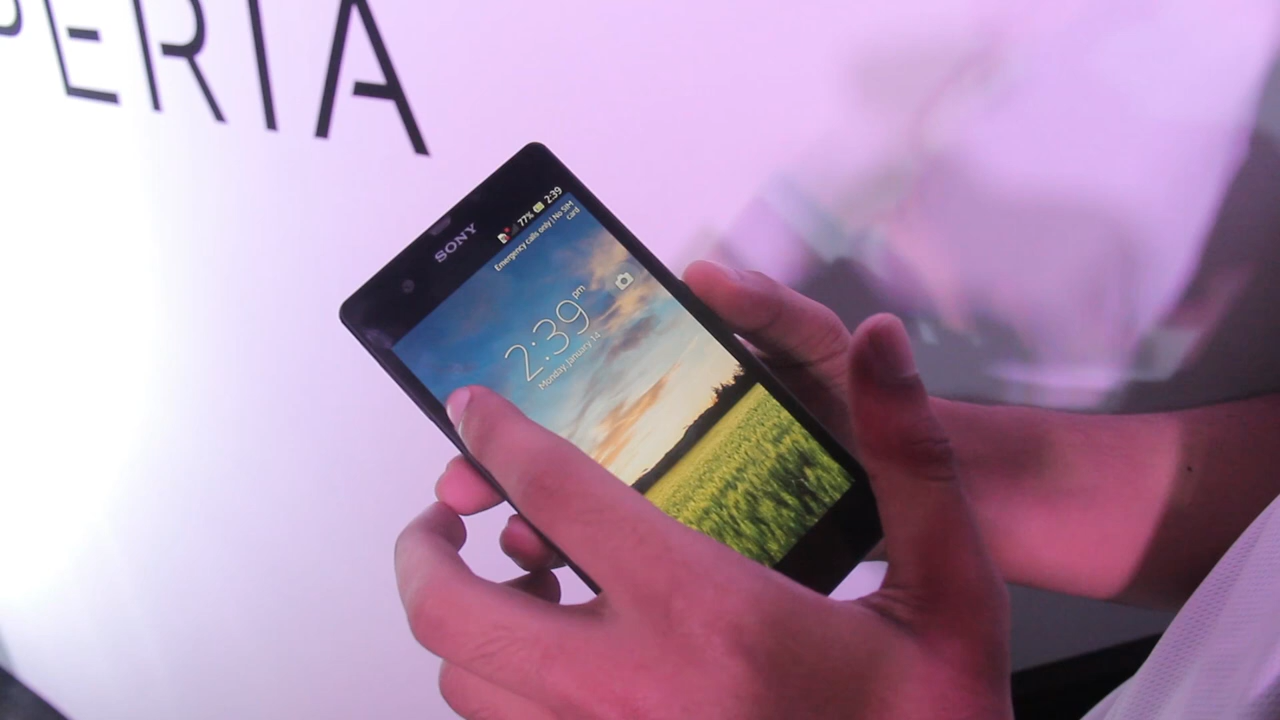 PERIA
SONY
77% 2:39
Emergency calls only | No SIM
card
2:39 pm
Monday, January 14